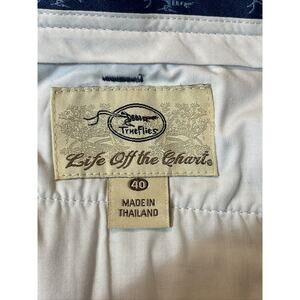 TrueFlies
Life Off the Chart®
40
MADE IN
THAILAND